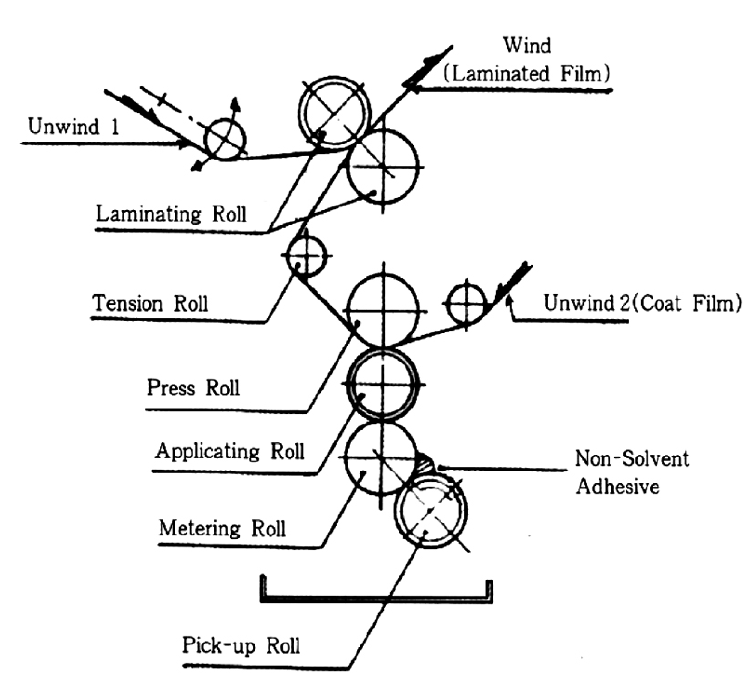 Wind
(Laminated Film)
Unwind 1
Laminating Roll
Tension Roll
Unwind 2(Coat Film)
Press Roll
Applicating Roll
Non-Solvent
Adhesive
Metering Roll
Pick-up Roll